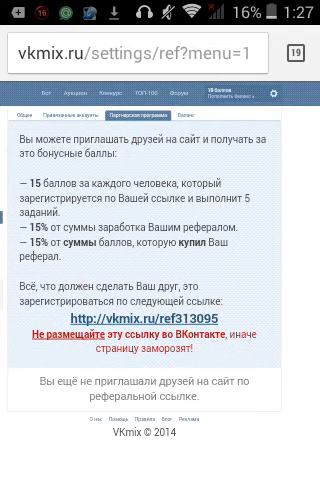 16%
1:27
vkmix.ru/settings/ref?menu=1
19
Бот Аукцион Конкурс ТОП-100 Форум
15 баллов
Пополнить баланс »
Общие Привязанные аккаунты Партнерская программа Баланс
Вы можете приглашать друзей на сайт и получать за
это бонусные баллы:
— 15 баллов за каждого человека, который
зарегистрируется по Вашей ссылке и выполнит 5
заданий.
— 15% от суммы заработка Вашим рефералом.
— 15% от суммы баллов, которую купил Ваш
реферал.
Всё, что должен сделать Ваш друг, это
зарегистрироваться по следующей ссылке:
http://vkmix.ru/ref313095
Не размещайте эту ссылку во ВКонтакте, иначе
страницу заморозят!
Вы ещё не приглашали друзей на сайт по
реферальной ссылке.
О нас Помощь Правила Блог Реклама
VKmix © 2014